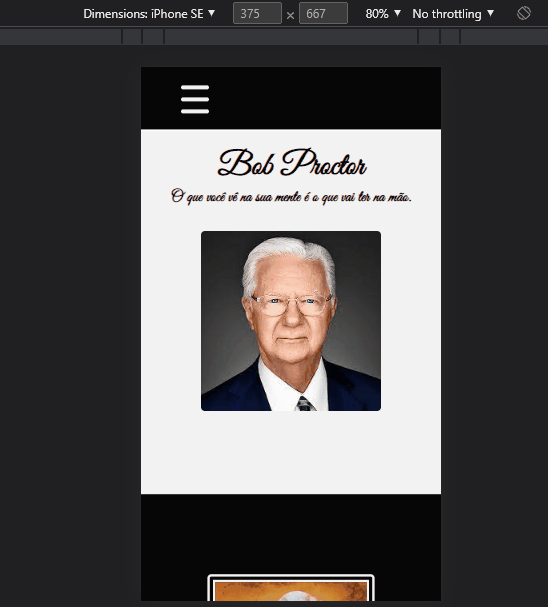 Dimensions: iPhone SE ▼ 375 × 667 80% ▼ No throttling ▼
Bob Proctor
O que você vê na sua mente é o que vai ter na mão.